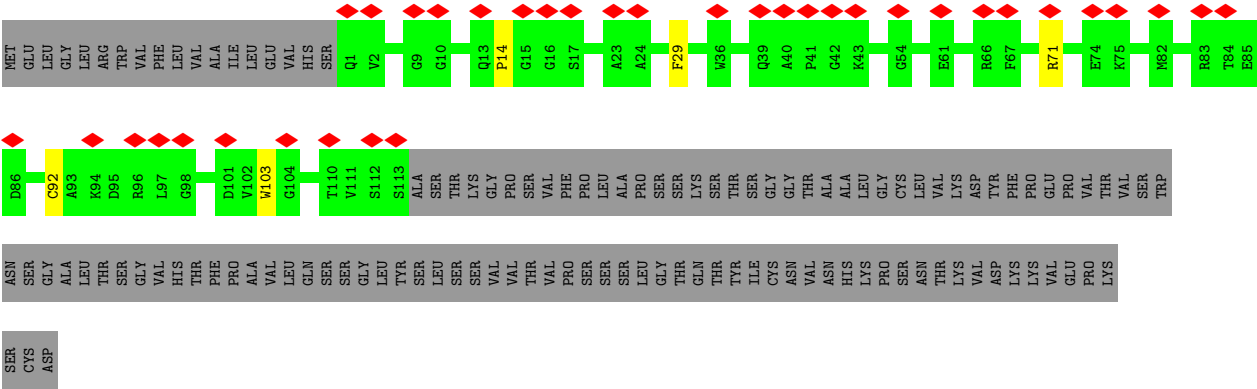 MET GLU LEU GLY LEU ARG TRP VAL PHE LEU VAL ALA ILE LEU GLU VAL HIS SER Q1 V2 G9 G10 Q13 P14 G15 G16 S17 A23 A24 F29 W36 Q39 A40 P41 G42 K43 G54 E61 R66 F67 R71 E74 K75 M82 R83 T84 E85
D86 C92 A93 K94 D95 R96 L97 G98 D101 V102 W103 G104 T110 V111 S112 S113 ALA SER THR LYS GLY PRO SER VAL PHE PRO LEU ALA PRO SER SER LYS SER THR SER GLY GLY THR ALA ALA LEU GLY CYS LEU VAL LYS ASP TYR PHE PRO GLU PRO VAL THR VAL SER TRP
ASN SER GLY ALA LEU THR SER GLY VAL HIS THR PHE PRO ALA VAL LEU GLN SER SER GLY LEU TYR SER LEU SER SER VAL VAL THR VAL PRO SER SER SER LEU GLY THR GLN THR TYR ILE CYS ASN VAL ASN HIS LYS PRO SER ASN THR LYS VAL ASP LYS LYS VAL GLU PRO LYS
SER CYS ASP